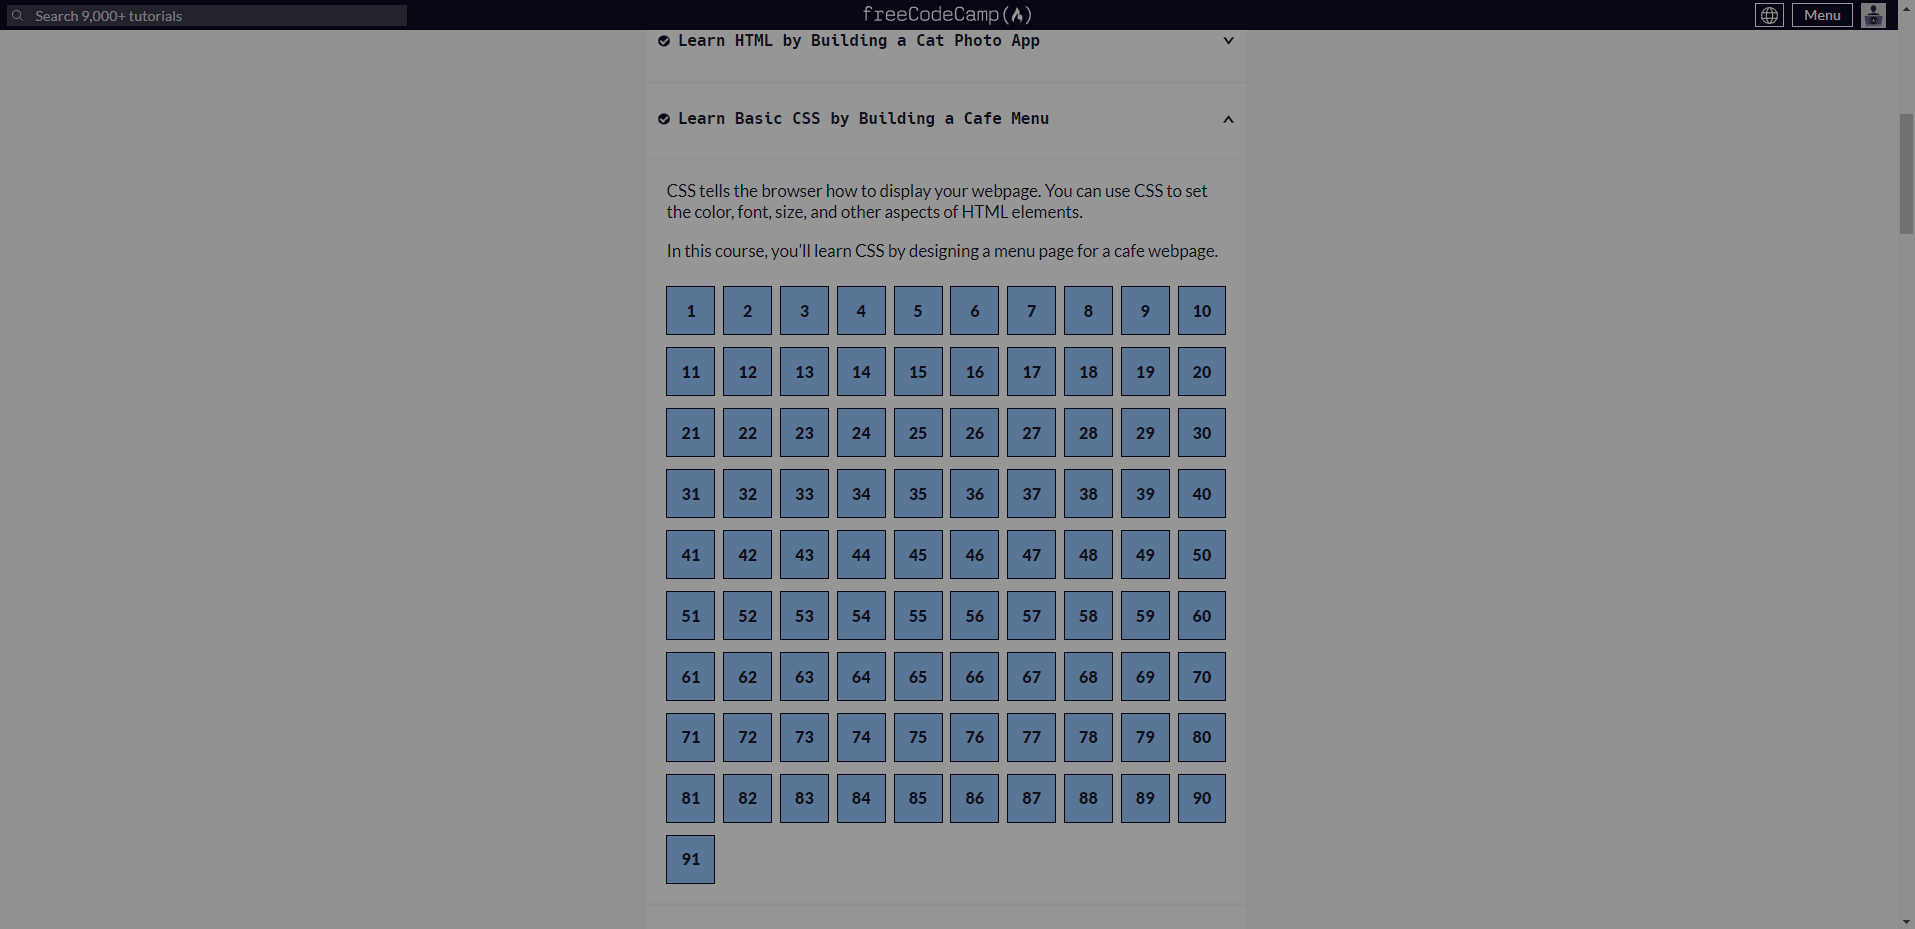 Search 9,000+ tutorials
freeCodeCamp
Menu
Learn HTML by Building a Cat Photo App
Learn Basic CSS by Building a Cafe Menu
CSS tells the browser how to display your webpage. You can use CSS to set
the color, font, size, and other aspects of HTML elements.
In this course, you'll learn CSS by designing a menu page for a cafe webpage.
1 2 3 4 5 6 7 8 9 10
11 12 13 14 15 16 17 18 19 20
21 22 23 24 25 26 27 28 29 30
31 32 33 34 35 36 37 38 39 40
41 42 43 44 45 46 47 48 49 50
51 52 53 54 55 56 57 58 59 60
61 62 63 64 65 66 67 68 69 70
71 72 73 74 75 76 77 78 79 80
81 82 83 84 85 86 87 88 89 90
91